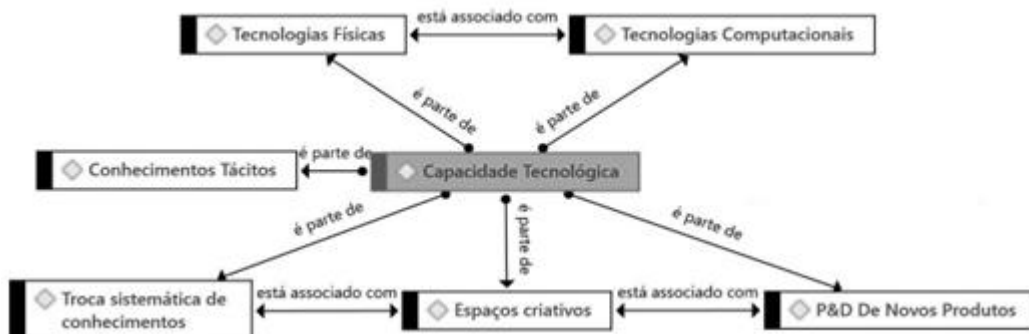 está associado com
Tecnologias Físicas
Tecnologias Computacionais
é parte de
é parte de
é parte de
Conhecimentos Tácitos
Capacidade Tecnológica
é parte de
é parte de
é parte de
Troca sistemática de
conhecimentos
está associado com
Espaços criativos
está associado com
P&D De Novos Produtos